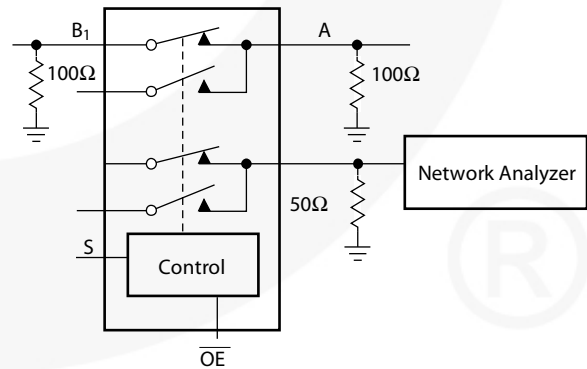 B1
A
100Ω
100Ω
Network Analyzer
50Ω
S
Control
OE
®